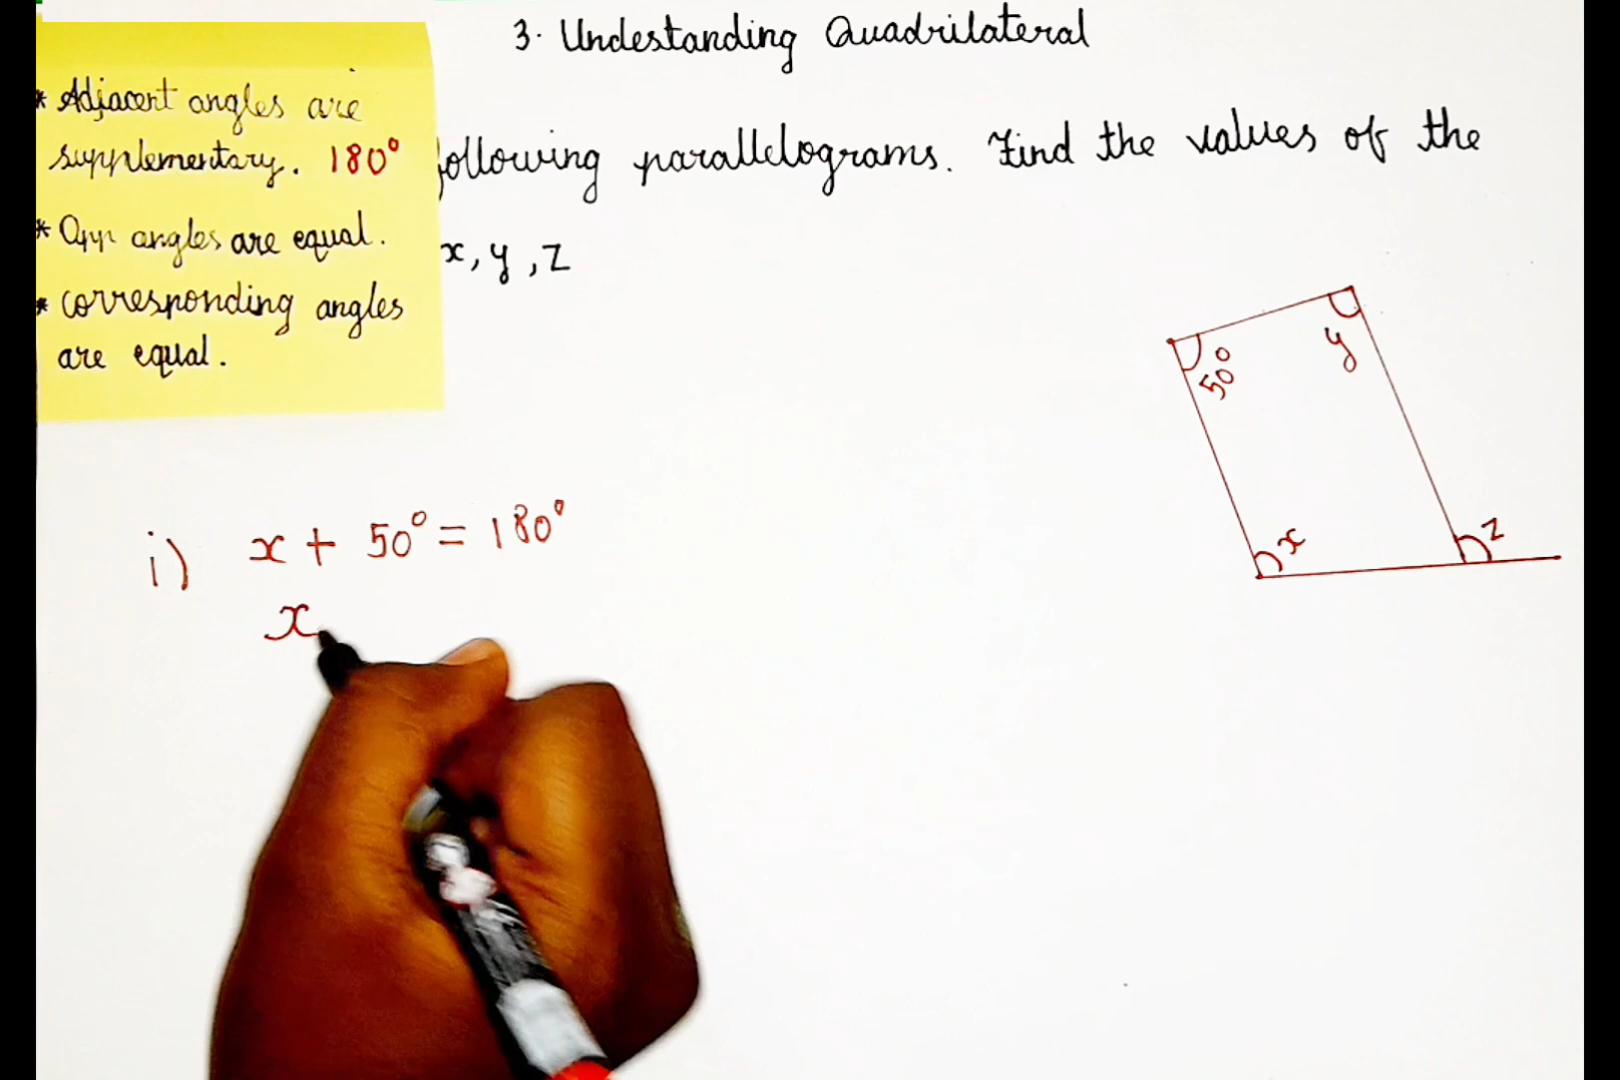 3. Undestanding Quadrilateral
* Adjacent angles are
supplementary. 180°
* Opp angles are equal.
* corresponding angles
are equal.
following parallelograms. Find the values of the
x, y, z
50°
y
x
z
i) x + 50° = 180°
x